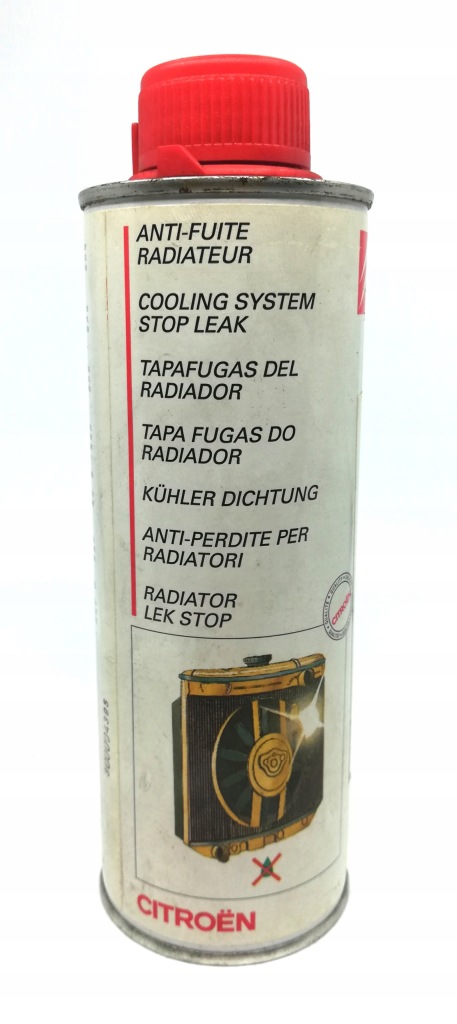 ANTI-FUITE
RADIATEUR
COOLING SYSTEM
STOP LEAK
TAPAFUGAS DEL
RADIADOR
TAPA FUGAS DO
RADIADOR
KÜHLER DICHTUNG
ANTI-PERDITE PER
RADIATORI
RADIATOR
LEK STOP
CITROËN
CITROËN